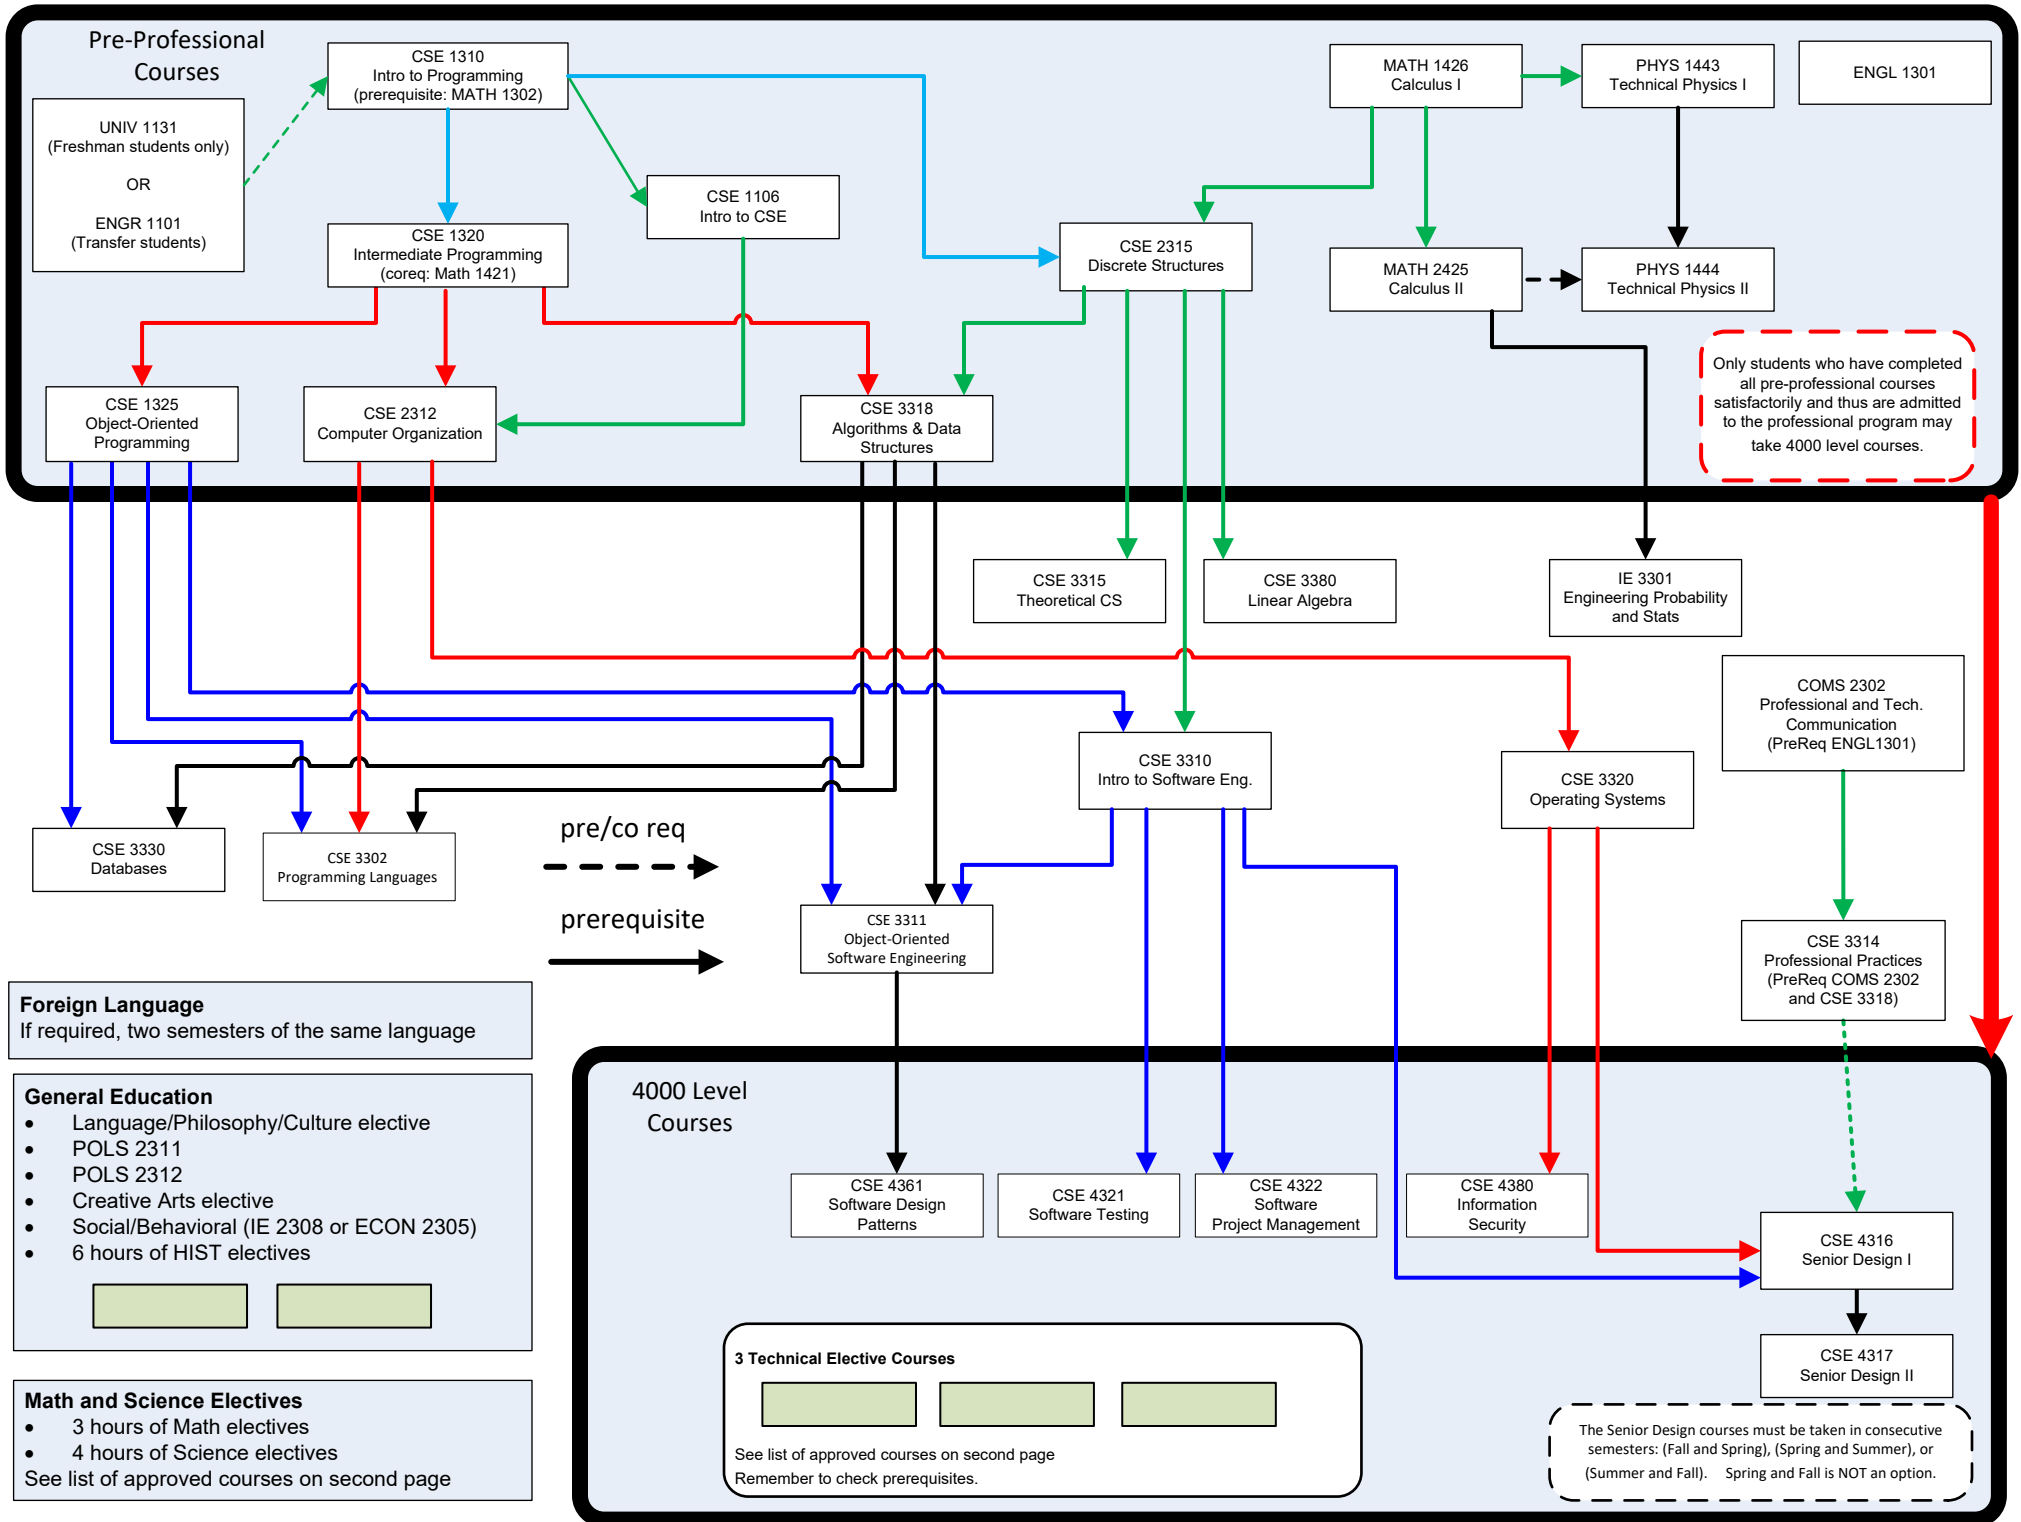 Pre-Professional
Courses
CSE 1310
Intro to Programming
(prerequisite: MATH 1302)
MATH 1426
Calculus I
PHYS 1443
Technical Physics I
ENGL 1301
UNIV 1131
(Freshman students only)
OR
ENGR 1101
(Transfer students)
CSE 1106
Intro to CSE
CSE 1320
Intermediate Programming
(coreq: Math 1421)
CSE 2315
Discrete Structures
MATH 2425
Calculus II
PHYS 1444
Technical Physics II
Only students who have completed
all pre-professional courses
satisfactorily and thus are admitted
to the professional program may
take 4000 level courses.
CSE 1325
Object-Oriented
Programming
CSE 2312
Computer Organization
CSE 3318
Algorithms & Data
Structures
CSE 3315
Theoretical CS
CSE 3380
Linear Algebra
IE 3301
Engineering Probability
and Stats
COMS 2302
Professional and Tech.
Communication
(PreReq ENGL1301)
CSE 3310
Intro to Software Eng.
CSE 3320
Operating Systems
CSE 3330
Databases
CSE 3302
Programming Languages
pre/co req
prerequisite
CSE 3311
Object-Oriented
Software Engineering
CSE 3314
Professional Practices
(PreReq COMS 2302
and CSE 3318)
Foreign Language
If required, two semesters of the same language
General Education
• Language/Philosophy/Culture elective
• POLS 2311
• POLS 2312
• Creative Arts elective
• Social/Behavioral (IE 2308 or ECON 2305)
• 6 hours of HIST electives
Math and Science Electives
• 3 hours of Math electives
• 4 hours of Science electives
See list of approved courses on second page
4000 Level
Courses
CSE 4361
Software Design
Patterns
CSE 4321
Software Testing
CSE 4322
Software
Project Management
CSE 4380
Information
Security
CSE 4316
Senior Design I
CSE 4317
Senior Design II
3 Technical Elective Courses
See list of approved courses on second page
Remember to check prerequisites.
The Senior Design courses must be taken in consecutive
semesters: (Fall and Spring), (Spring and Summer), or
(Summer and Fall). Spring and Fall is NOT an option.